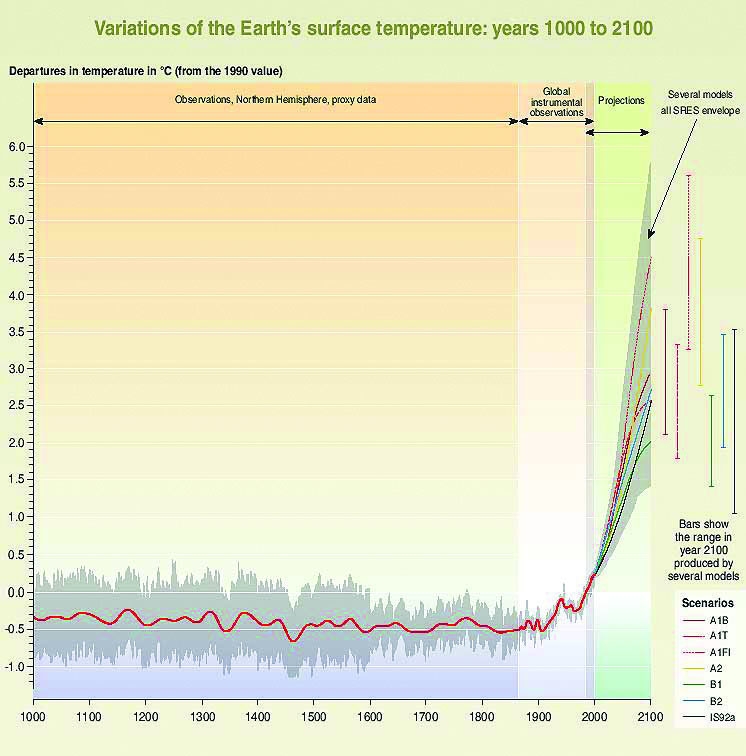 Variations of the Earth's surface temperature: years 1000 to 2100
Departures in temperature in °C (from the 1990 value)
Observations, Northern Hemisphere, proxy data
Global
instrumental
observations
Projections
Several models
all SRES envelope
6.0
5.5
5.0
4.5
4.0
3.5
3.0
2.5
2.0
1.5
1.0
0.5
0.0
-0.5
-1.0
1000 1100 1200 1300 1400 1500 1600 1700 1800 1900 2000 2100
Bars show
the range in
year 2100
produced by
several models
Scenarios
A1B
A1T
A1FI
A2
B1
B2
IS92a